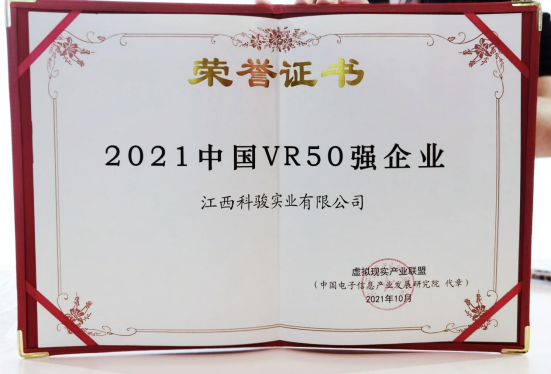 荣誉证书
2021中国VR50强企业
江西科骏实业有限公司
虚拟现实产业联盟
（中国电子信息产业发展研究院 代章）
2021年10月